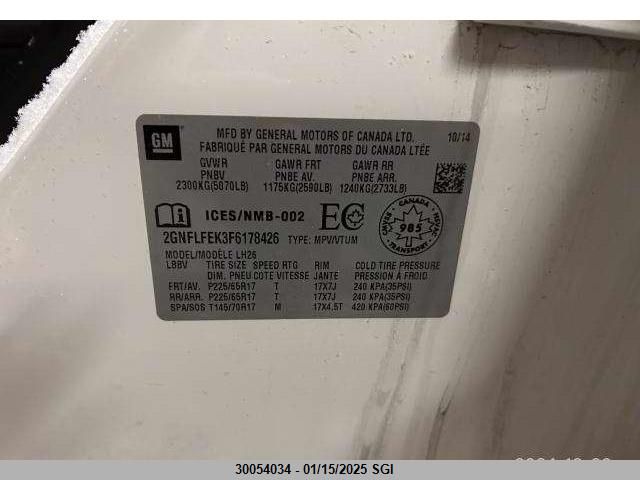 GM
MFD BY GENERAL MOTORS OF CANADA LTD. 10/14
FABRIQUÉ PAR GENERAL MOTORS DU CANADA LTÉE
GVWR GAWR FRT GAWR RR
PNBV PNBE AV. PNBE ARR.
2300KG(5070LB) 1175KG(2590LB) 1240KG(2733LB)
ICES/NMB-002 EC
CANADA
985
TRANSPORT
2GNFLFEK3F6178426 TYPE: MPV/VTUM
MODEL/MODÈLE LH26
LBBV TIRE SIZE SPEED RTG RIM COLD TIRE PRESSURE
DIM. PNEU COTE VITESSE JANTE PRESSION À FROID
FRT/AV. P225/65R17 T 17X7J 240 KPA(35PSI)
RR/ARR. P225/65R17 T 17X7J 240 KPA(35PSI)
SPA/SOS T145/70R17 M 17X4.5T 420 KPA(60PSI)
30054034 - 01/15/2025 SGI